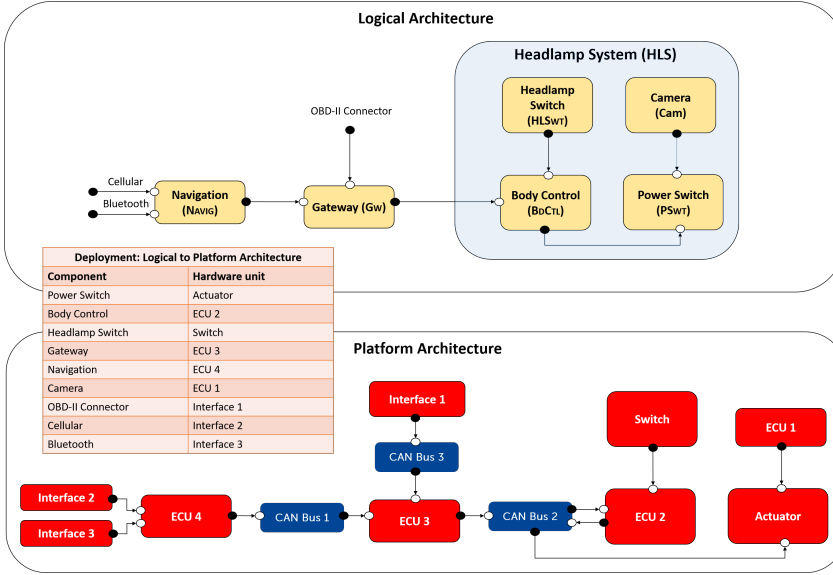 Logical Architecture
Headlamp System (HLS)
Headlamp
Switch
(HLSWT)
Camera
(Cam)
OBD-II Connector
Cellular
Bluetooth
Navigation
(NAVIG)
Gateway (GW)
Body Control
(BDCTL)
Power Switch
(PSWT)
Deployment: Logical to Platform Architecture
Component Hardware unit
Power Switch Actuator
Body Control ECU 2
Headlamp Switch Switch
Gateway ECU 3
Navigation ECU 4
Camera ECU 1
OBD-II Connector Interface 1
Cellular Interface 2
Bluetooth Interface 3
Platform Architecture
Interface 1
Switch
ECU 1
CAN Bus 3
Interface 2
Interface 3
ECU 4
CAN Bus 1
ECU 3
CAN Bus 2
ECU 2
Actuator